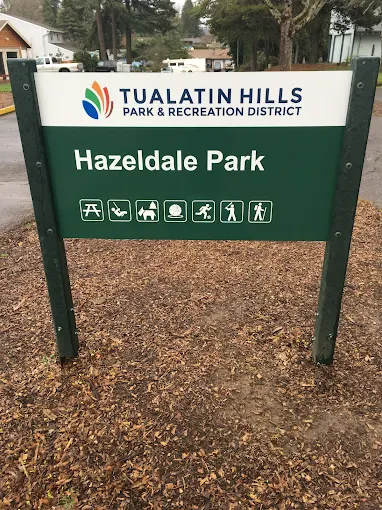 TUALATIN HILLS
PARK & RECREATION DISTRICT
Hazeldale Park